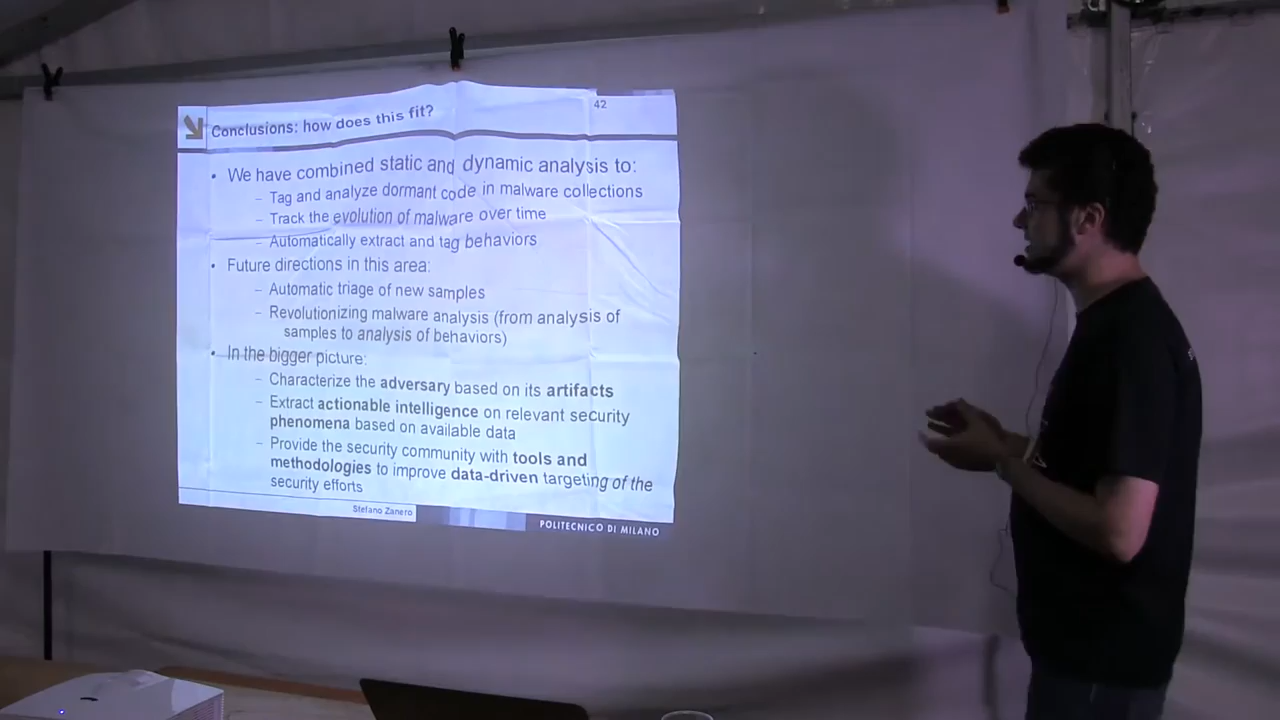 Conclusions: how does this fit?
42
• We have combined static and dynamic analysis to:
– Tag and analyze dormant code in malware collections
– Track the evolution of malware over time
– Automatically extract and tag behaviors
• Future directions in this area:
– Automatic triage of new samples
– Revolutionizing malware analysis (from analysis of
samples to analysis of behaviors)
• In the bigger picture:
– Characterize the adversary based on its artifacts
– Extract actionable intelligence on relevant security
phenomena based on available data
– Provide the security community with tools and
methodologies to improve data-driven targeting of the
security efforts
Stefano Zanero
POLITECNICO DI MILANO